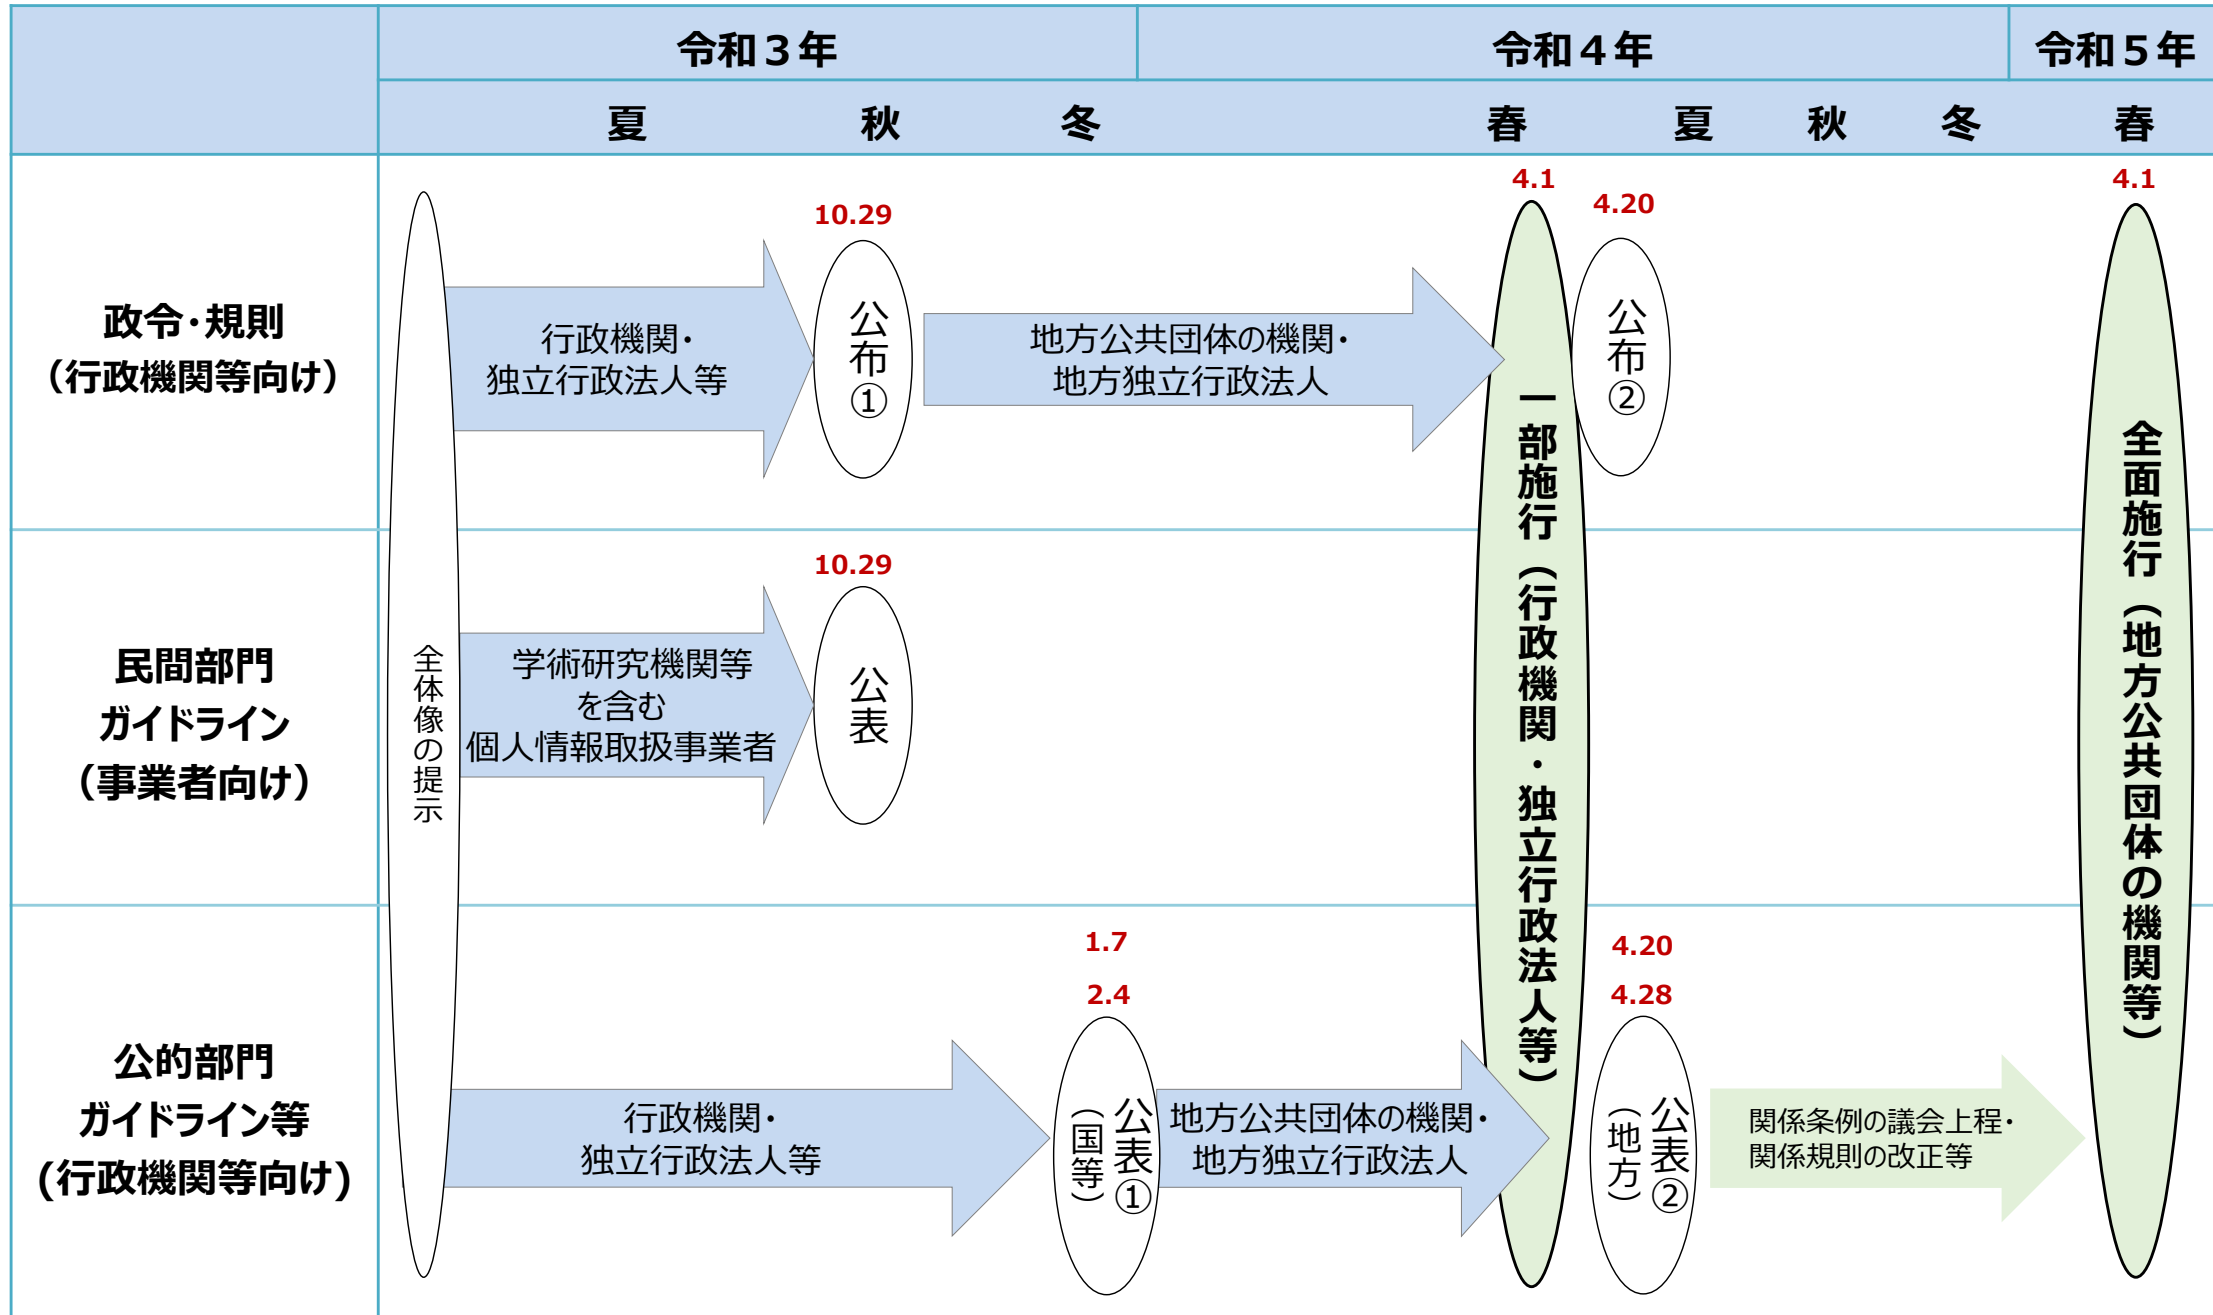 令和３年
令和４年
令和５年
夏
秋
冬
春
夏
秋
冬
春
政令・規則
（行政機関等向け）
全体像の提示
行政機関・
独立行政法人等
10.29
公布①
地方公共団体の機関・
地方独立行政法人
4.1
一部施行（行政機関・独立行政法人等）
4.20
公布②
4.1
全面施行（地方公共団体の機関等）
民間部門
ガイドライン
（事業者向け）
学術研究機関等
を含む
個人情報取扱事業者
10.29
公表
公的部門
ガイドライン等
(行政機関等向け)
行政機関・
独立行政法人等
1.7
2.4
公表①
（国等）
地方公共団体の機関・
地方独立行政法人
4.20
4.28
公表②
（地方）
関係条例の議会上程・
関係規則の改正等